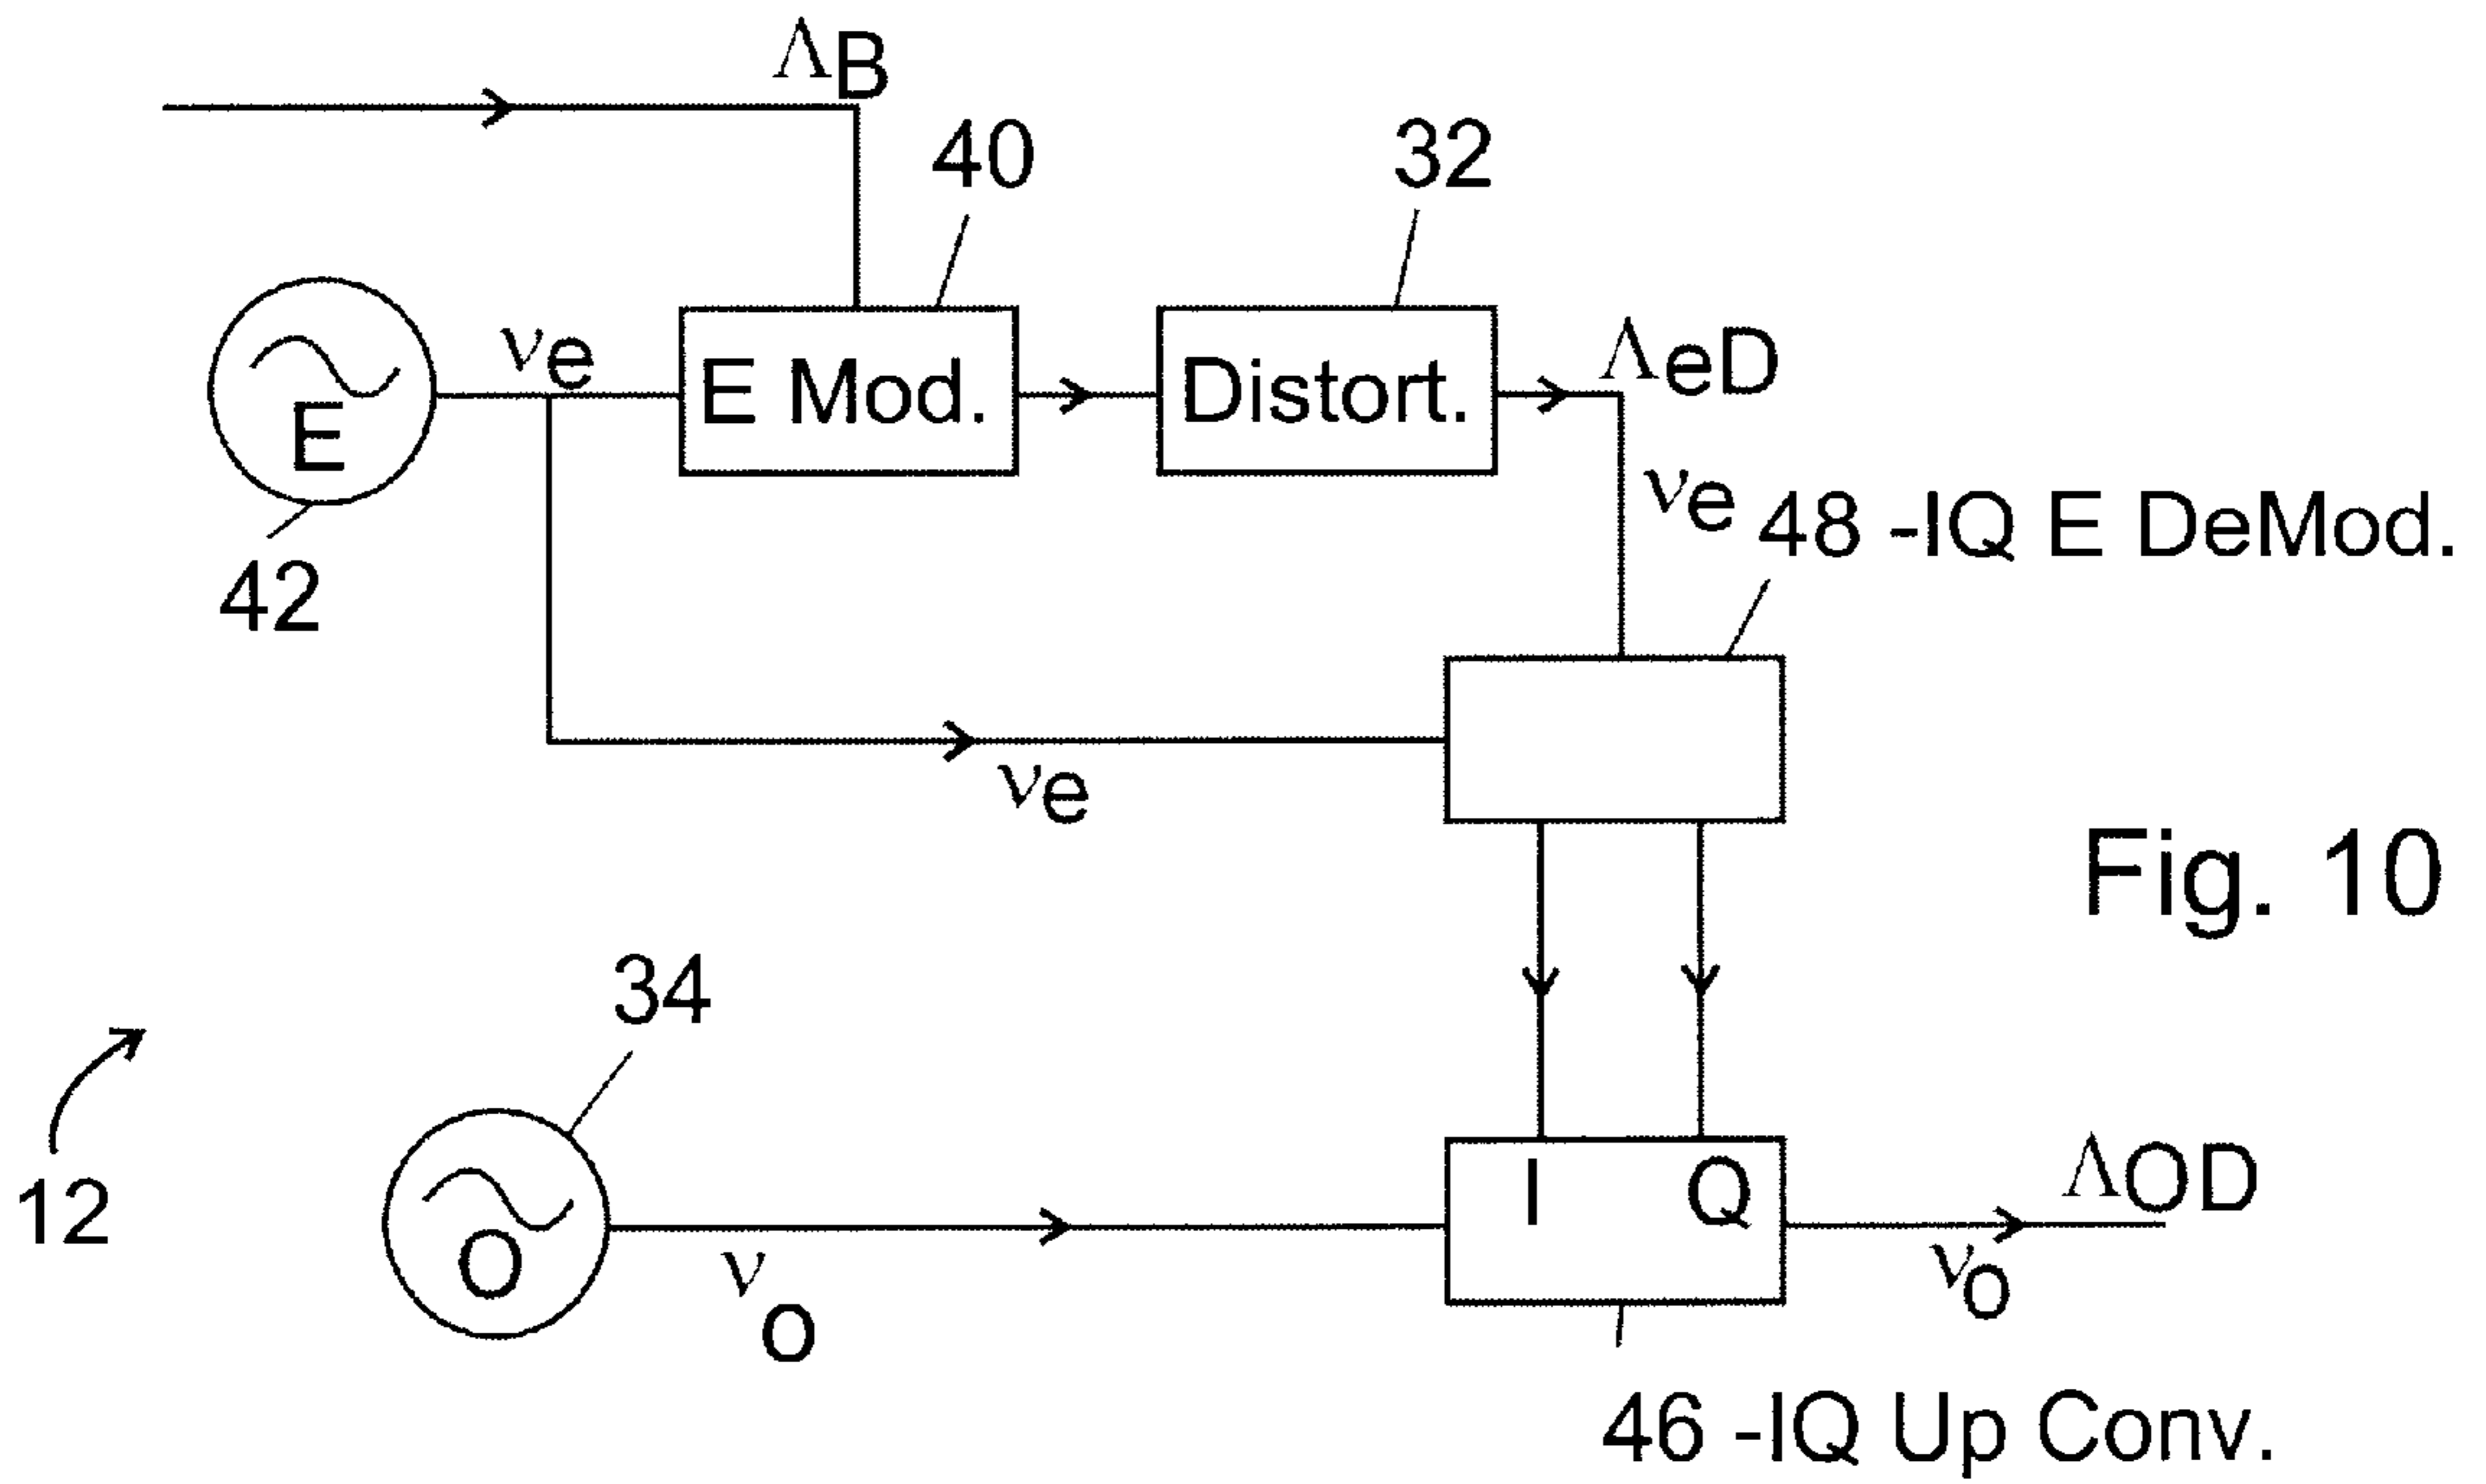 ΛB
40
32
νe
E Mod.
Distort.
ΛeD
E
νe
48 -IQ E DeMod.
42
νe
Fig. 10
34
I Q
ΛOD
12
O
νo
νo
46 -IQ Up Conv.